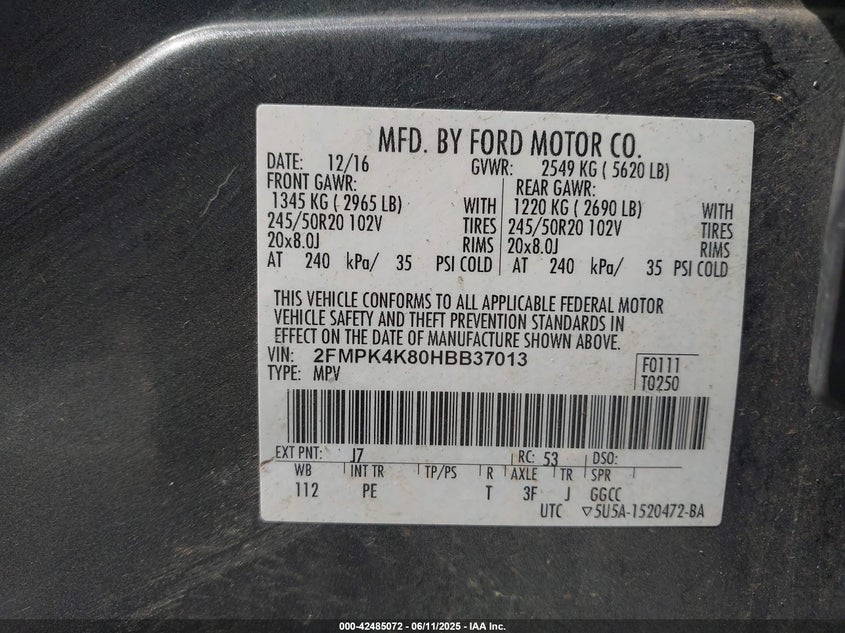 MFD. BY FORD MOTOR CO.
DATE: 12/16 GVWR: 2549 KG ( 5620 LB)
FRONT GAWR: REAR GAWR:
1345 KG ( 2965 LB) WITH 1220 KG ( 2690 LB) WITH
245/50R20 102V TIRES 245/50R20 102V TIRES
20x8.0J RIMS 20x8.0J RIMS
AT 240 kPa/ 35 PSI COLD AT 240 kPa/ 35 PSI COLD
THIS VEHICLE CONFORMS TO ALL APPLICABLE FEDERAL MOTOR
VEHICLE SAFETY AND THEFT PREVENTION STANDARDS IN
EFFECT ON THE DATE OF MANUFACTURE SHOWN ABOVE.
VIN: 2FMPK4K80HBB37013 F0111
TYPE: MPV T0250
EXT PNT: J7 RC: 53 DSO:
WB INT TR TP/PS R AXLE TR SPR
112 PE T 3F J GGCC
UTC ▽5U5A-1520472-BA
000-42485072 - 06/11/2025 - IAA Inc.